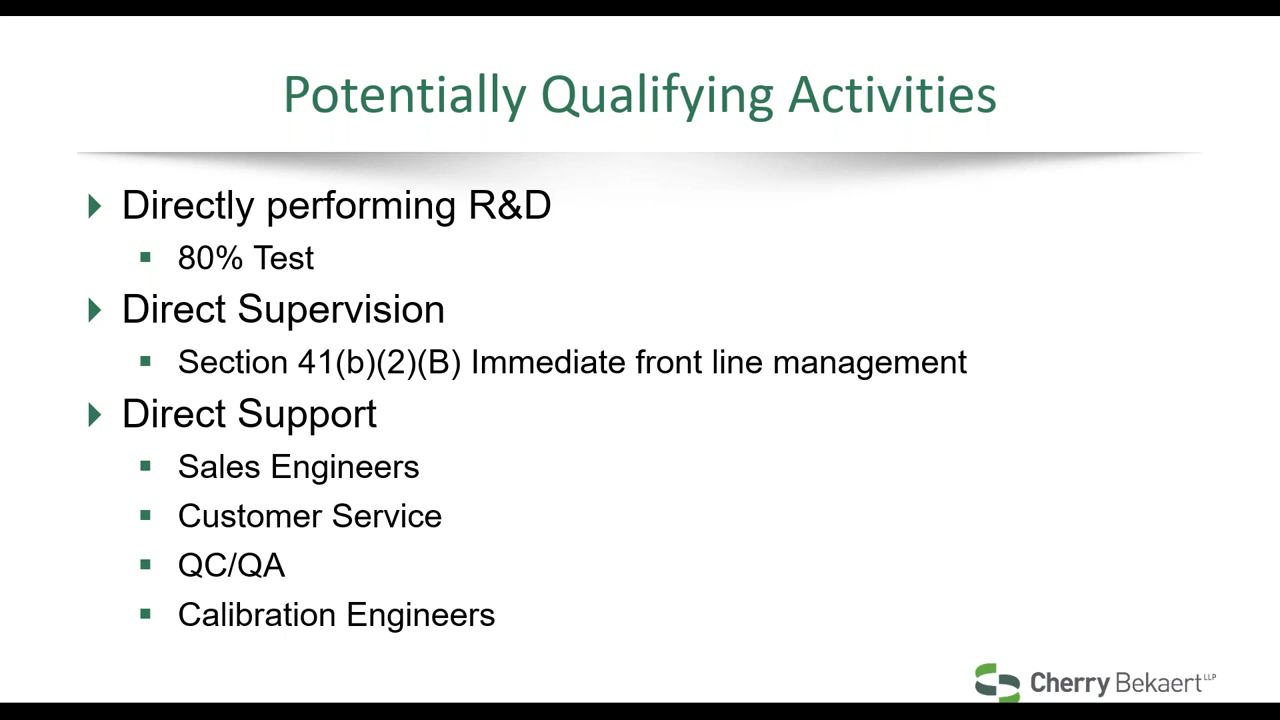 Potentially Qualifying Activities
Directly performing R&D
80% Test
Direct Supervision
Section 41(b)(2)(B) Immediate front line management
Direct Support
Sales Engineers
Customer Service
QC/QA
Calibration Engineers
Cherry Bekaert LLP